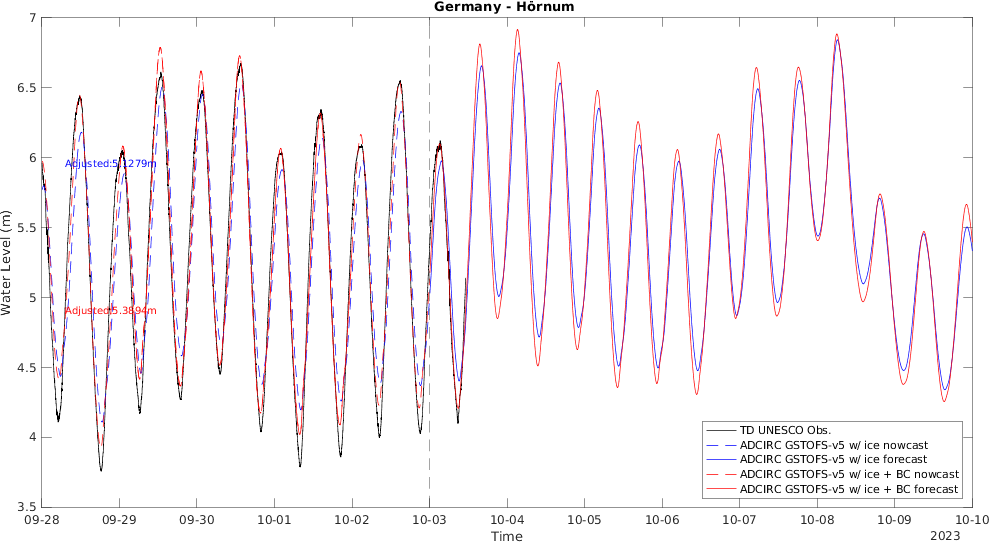 Germany - Hörnum
Water Level (m)
7
6.5
6
5.5
5
4.5
4
3.5
Adjusted:5.1279m
Adjusted:5.3894m
TD UNESCO Obs.
ADCIRC GSTOFS-v5 w/ ice nowcast
ADCIRC GSTOFS-v5 w/ ice forecast
ADCIRC GSTOFS-v5 w/ ice + BC nowcast
ADCIRC GSTOFS-v5 w/ ice + BC forecast
09-28 09-29 09-30 10-01 10-02 10-03 10-04 10-05 10-06 10-07 10-08 10-09 10-10
Time
2023